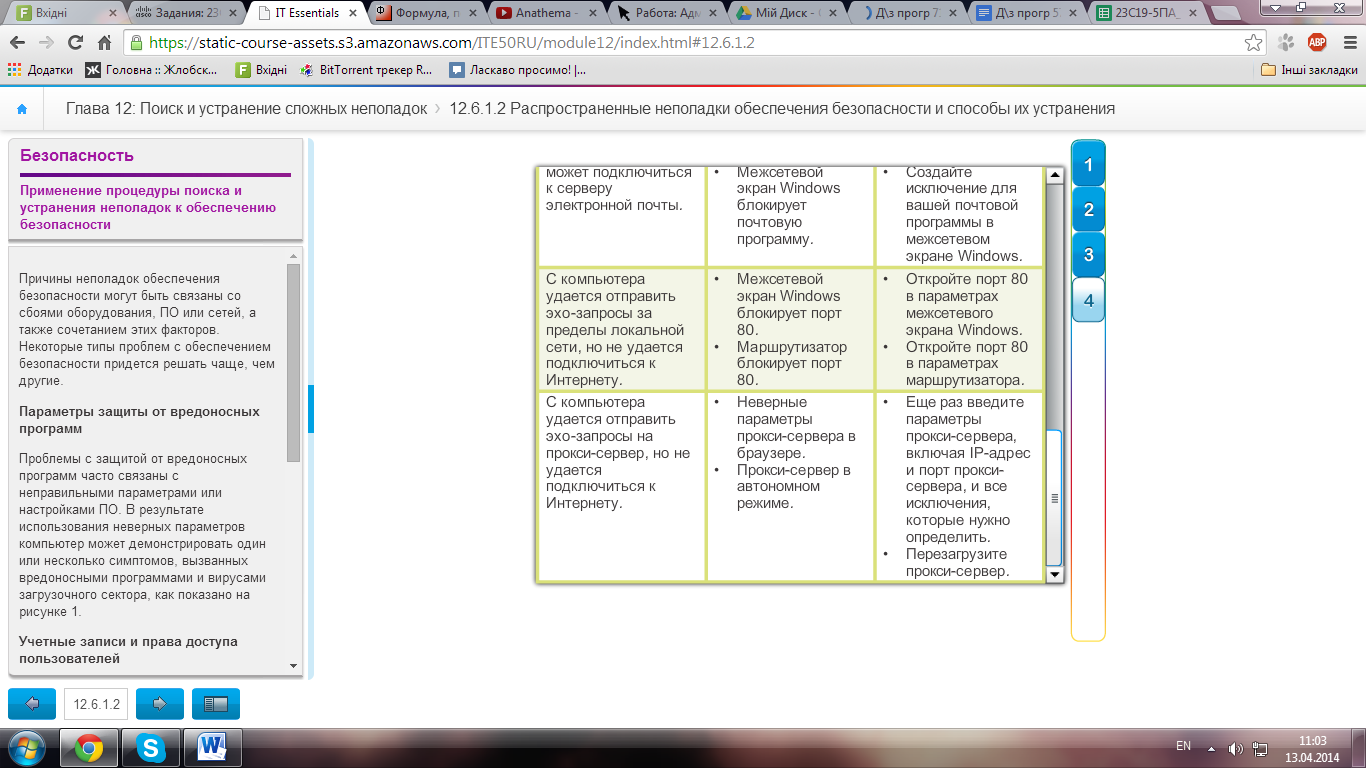 Вхідні
Задания: 23С
IT Essentials
Формула, п
Anathema -
Работа: Адм
Мій Диск - G
Д\з прогр 7
Д\з прогр 5
23С19-5ПА_
https://static-course-assets.s3.amazonaws.com/ITE50RU/module12/index.html#12.6.1.2
ABP
Додатки
Головна :: Жлобск...
Вхідні
BitTorrent трекер R...
Ласкаво просимо! |...
Інші закладки
Глава 12: Поиск и устранение сложных неполадок
12.6.1.2 Распространенные неполадки обеспечения безопасности и способы их устранения
Безопасность
Применение процедуры поиска и
устранения неполадок к обеспечению
безопасности
Причины неполадок обеспечения
безопасности могут быть связаны со
сбоями оборудования, ПО или сетей, а
также сочетанием этих факторов.
Некоторые типы проблем с обеспечением
безопасности придется решать чаще, чем
другие.
Параметры защиты от вредоносных
программ
Проблемы с защитой от вредоносных
программ часто связаны с
неправильными параметрами или
настройками ПО. В результате
использования неверных параметров
компьютер может демонстрировать один
или несколько симптомов, вызванных
вредоносными программами и вирусами
загрузочного сектора, как показано на
рисунке 1.
Учетные записи и права доступа
пользователей
может подключиться
к серверу
электронной почты.
• Межсетевой
экран Windows
блокирует
почтовую
программу.
• Создайте
исключение для
вашей почтовой
программы в
межсетевом
экране Windows.
С компьютера
удается отправить
эхо-запросы за
пределы локальной
сети, но не удается
подключиться к
Интернету.
• Межсетевой
экран Windows
блокирует порт
80.
• Маршрутизатор
блокирует порт
80.
• Откройте порт 80
в параметрах
межсетевого
экрана Windows.
• Откройте порт 80
в параметрах
маршрутизатора.
С компьютера
удается отправить
эхо-запросы на
прокси-сервер, но не
удается
подключиться к
Интернету.
• Неверные
параметры
прокси-сервера в
браузере.
• Прокси-сервер в
автономном
режиме.
• Еще раз введите
параметры
прокси-сервера,
включая IP-адрес
и порт прокси-
сервера, и все
исключения,
которые нужно
определить.
• Перезагрузите
прокси-сервер.
1
2
3
4
12.6.1.2
EN
11:03
13.04.2014